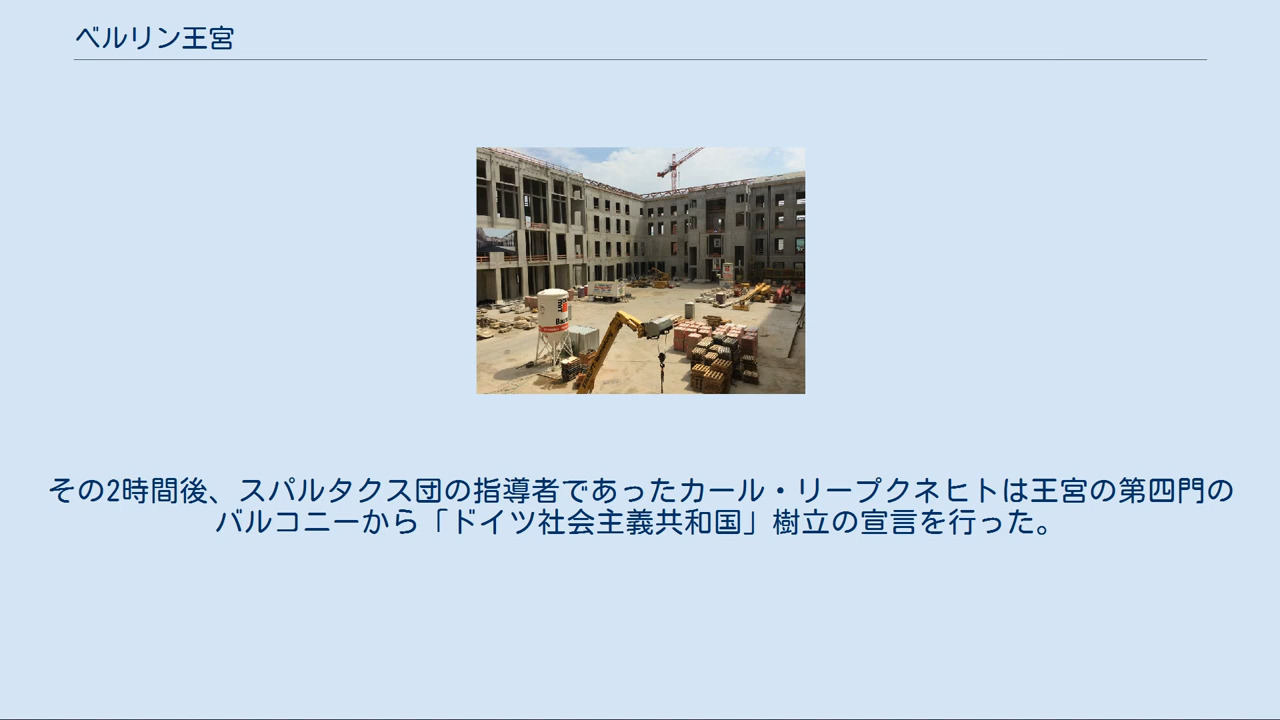 ベルリン王宮
その2時間後、スパルタクス団の指導者であったカール・リープクネヒトは王宮の第四門の
バルコニーから「ドイツ社会主義共和国」樹立の宣言を行った。